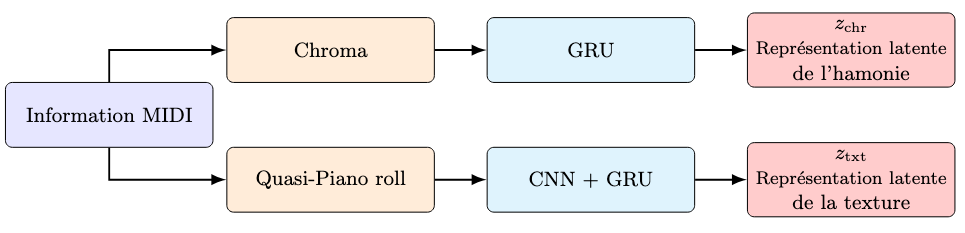 Information MIDI
Chroma
GRU
z_chr
Représentation latente
de l'hamonie
Quasi-Piano roll
CNN + GRU
z_txt
Représentation latente
de la texture